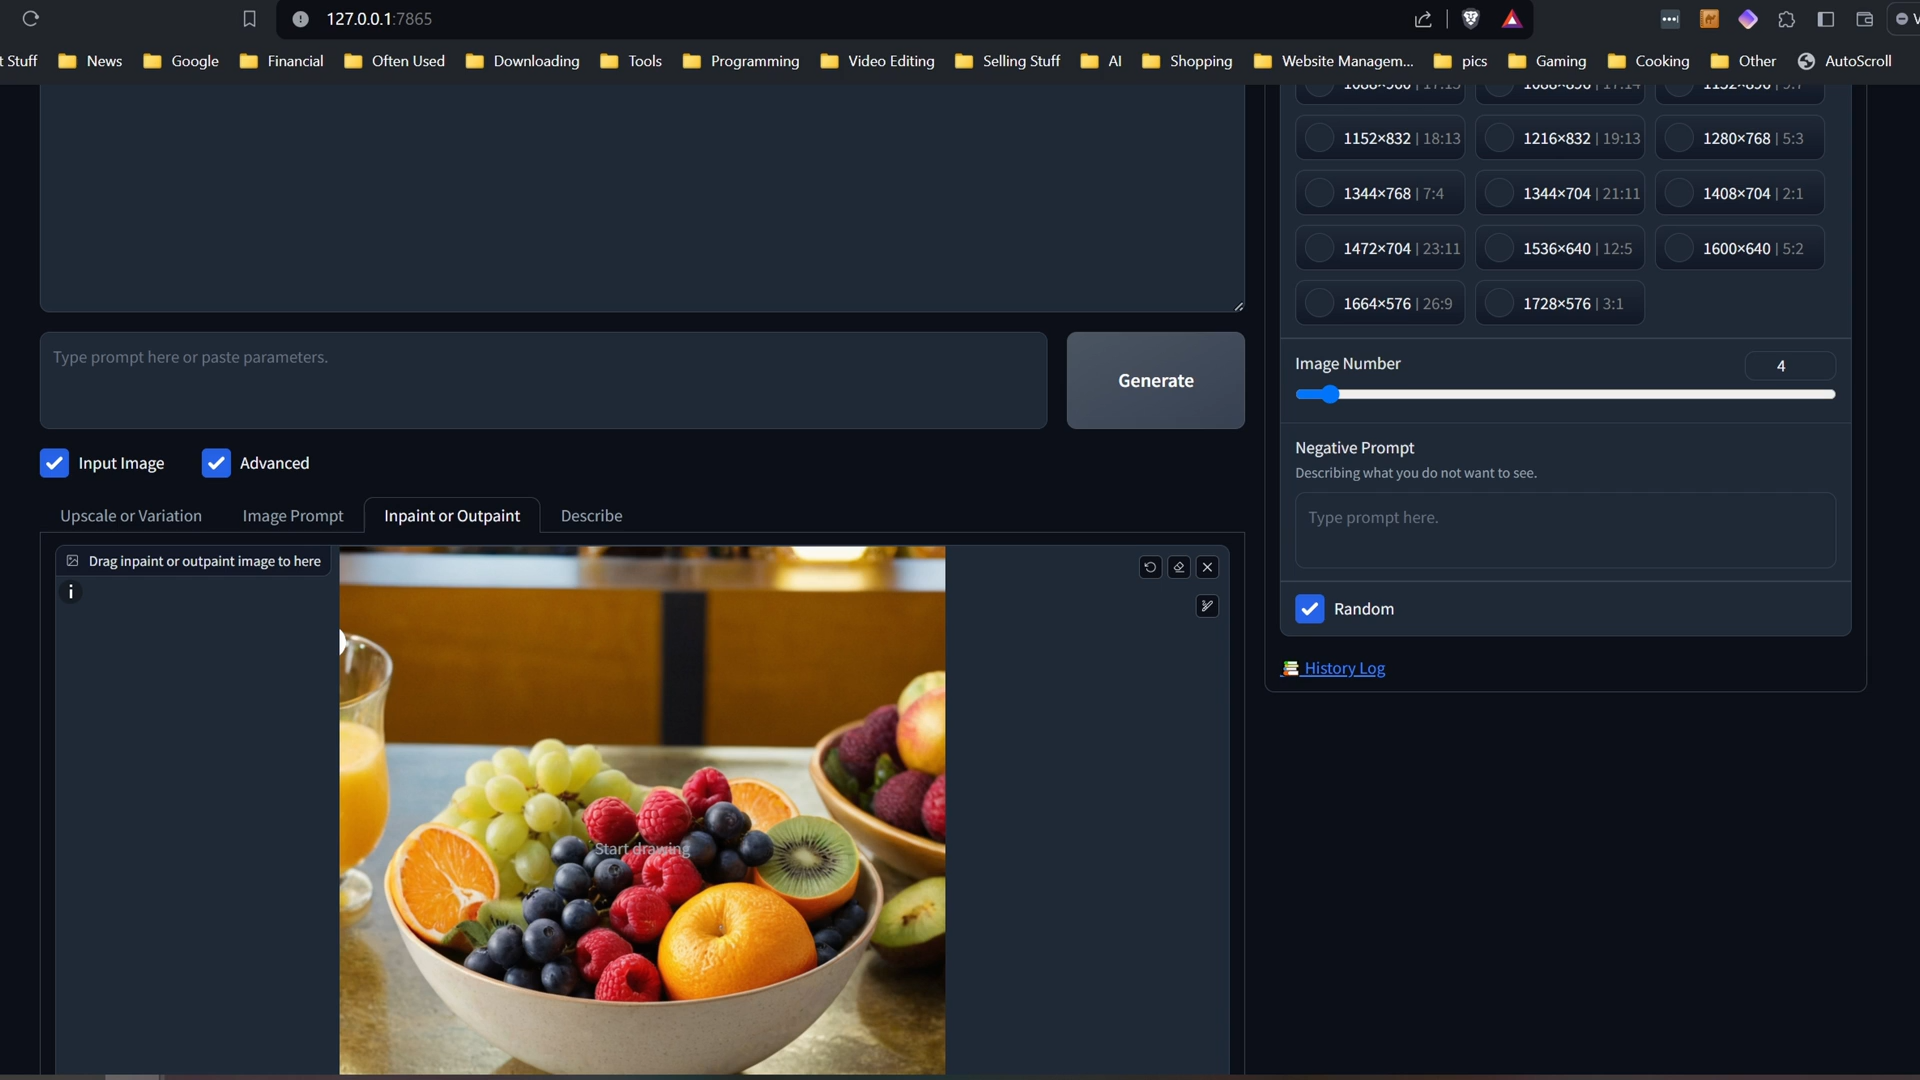 127.0.0.1:7865
t Stuff News Google Financial Often Used Downloading Tools Programming Video Editing Selling Stuff AI Shopping Website Managem... pics Gaming Cooking Other AutoScroll
1152×832 | 18:13 1216×832 | 19:13 1280×768 | 5:3
1344×768 | 7:4 1344×704 | 21:11 1408×704 | 2:1
1472×704 | 23:11 1536×640 | 12:5 1600×640 | 5:2
1664×576 | 26:9 1728×576 | 3:1
Type prompt here or paste parameters.
Generate
Image Number 4
Input Image Advanced
Negative Prompt
Describing what you do not want to see.
Type prompt here.
Upscale or Variation Image Prompt Inpaint or Outpaint Describe
Drag inpaint or outpaint image to here
Start drawing
Random
History Log